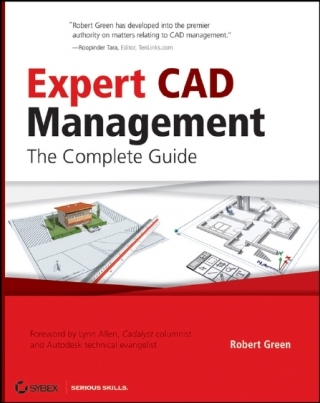 "Robert Green has developed into the premier
authority on matters relating to CAD management."
—Roopinder Tara, Editor, TenLinks.com
Expert CAD
Management
The Complete Guide
Foreword by Lynn Allen, Cadalyst columnist
and Autodesk technical evangelist
Robert Green
SYBEX
SERIOUS SKILLS.